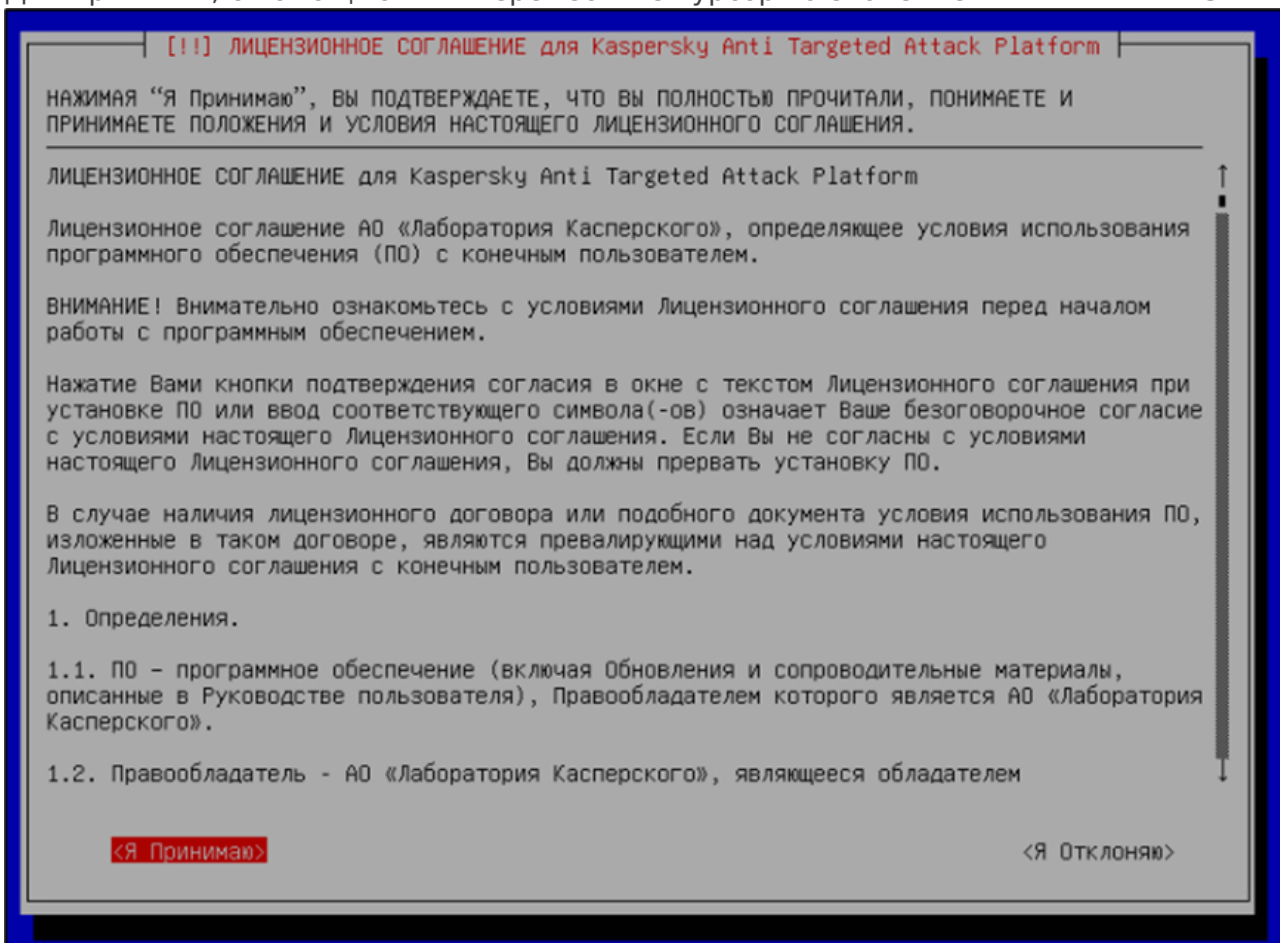 [!!] ЛИЦЕНЗИОННОЕ СОГЛАШЕНИЕ для Kaspersky Anti Targeted Attack Platform
НАЖИМАЯ “Я Принимаю”, ВЫ ПОДТВЕРЖДАЕТЕ, ЧТО ВЫ ПОЛНОСТЬЮ ПРОЧИТАЛИ, ПОНИМАЕТЕ И
ПРИНИМАЕТЕ ПОЛОЖЕНИЯ И УСЛОВИЯ НАСТОЯЩЕГО ЛИЦЕНЗИОННОГО СОГЛАШЕНИЯ.
ЛИЦЕНЗИОННОЕ СОГЛАШЕНИЕ для Kaspersky Anti Targeted Attack Platform
Лицензионное соглашение АО «Лаборатория Касперского», определяющее условия использования
программного обеспечения (ПО) с конечным пользователем.
ВНИМАНИЕ! Внимательно ознакомьтесь с условиями Лицензионного соглашения перед началом
работы с программным обеспечением.
Нажатие Вами кнопки подтверждения согласия в окне с текстом Лицензионного соглашения при
установке ПО или ввод соответствующего символа(-ов) означает Ваше безоговорочное согласие
с условиями настоящего Лицензионного соглашения. Если Вы не согласны с условиями
настоящего Лицензионного соглашения, Вы должны прервать установку ПО.
В случае наличия лицензионного договора или подобного документа условия использования ПО,
изложенные в таком договоре, являются превалирующими над условиями настоящего
Лицензионного соглашения с конечным пользователем.
1. Определения.
1.1. ПО – программное обеспечение (включая Обновления и сопроводительные материалы,
описанные в Руководстве пользователя), Правообладателем которого является АО «Лаборатория
Касперского».
1.2. Правообладатель - АО «Лаборатория Касперского», являющееся обладателем
<Я Принимаю> <Я Отклоняю>